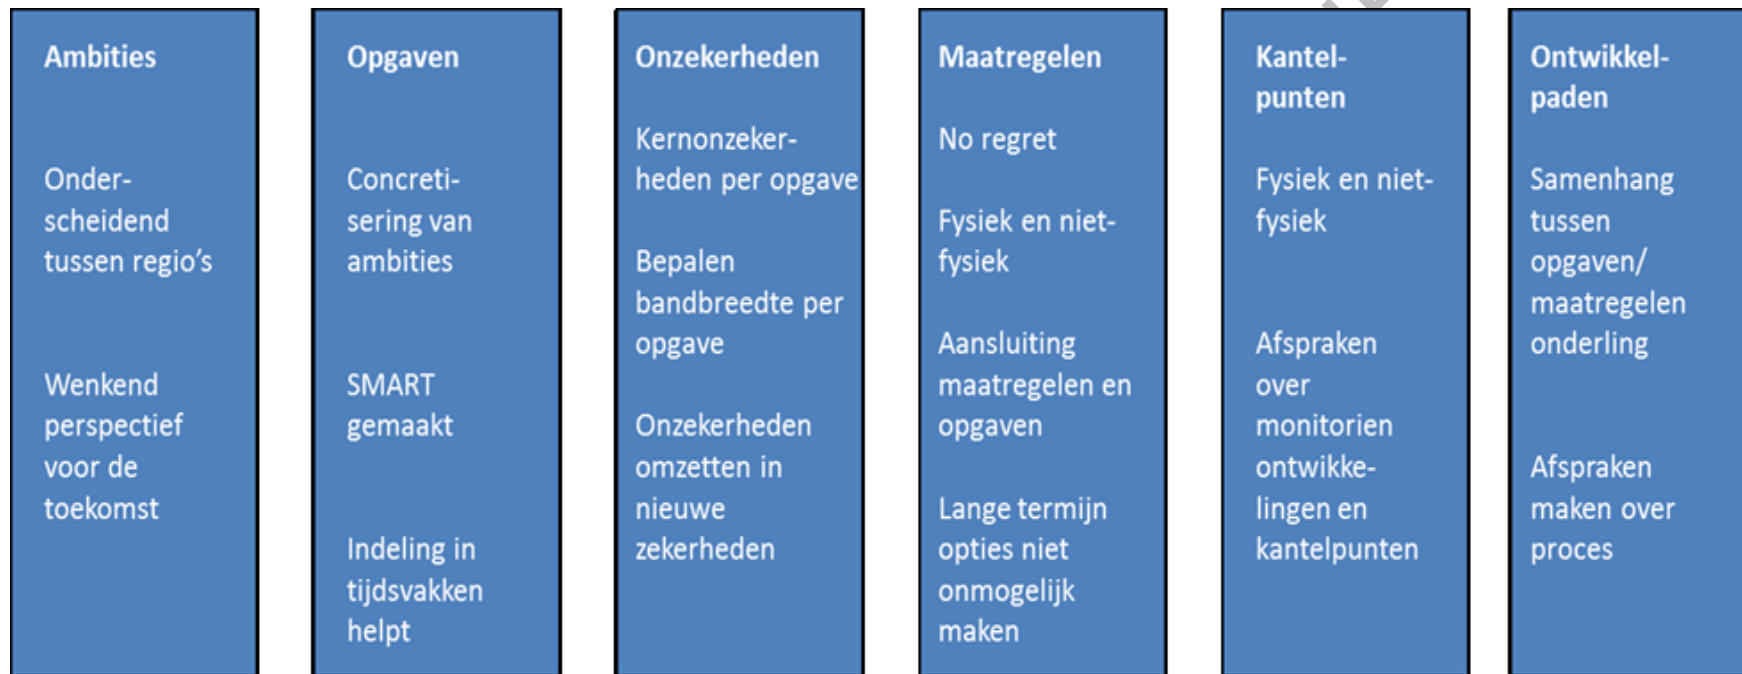 Ambities
Onder-
scheidend
tussen regio's
Wenkend
perspectief
voor de
toekomst
Opgaven
Concreti-
sering van
ambities
SMART
gemaakt
Indeling in
tijdsvakken
helpt
Onzekerheden
Kernonzeker-
heden per opgave
Bepalen
bandbreedte per
opgave
Onzekerheden
omzetten in
nieuwe
zekerheden
Maatregelen
No regret
Fysiek en niet-
fysiek
Aansluiting
maatregelen en
opgaven
Lange termijn
opties niet
onmogelijk
maken
Kantel-
punten
Fysiek en niet-
fysiek
Afspraken
over
monitorien
ontwikke-
lingen en
kantelpunten
Ontwikkel-
paden
Samenhang
tussen
opgaven/
maatregelen
onderling
Afspraken
maken over
proces